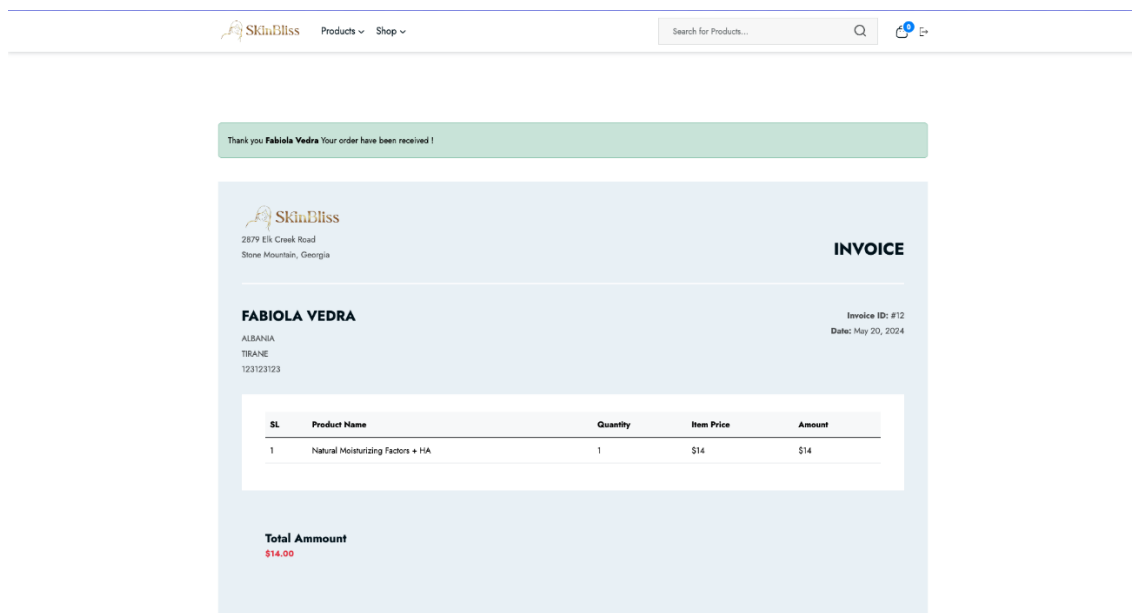 SkinBliss Products Shop Search for Products... 0
Thank you Fabiola Vedra Your order have been received !
SkinBliss
2879 Elk Creek Road
Stone Mountain, Georgia
INVOICE
FABIOLA VEDRA
ALBANIA
TIRANE
123123123
Invoice ID: #12
Date: May 20, 2024
SL Product Name Quantity Item Price Amount
1 Natural Moisturizing Factors + HA 1 $14 $14
Total Ammount
$14.00